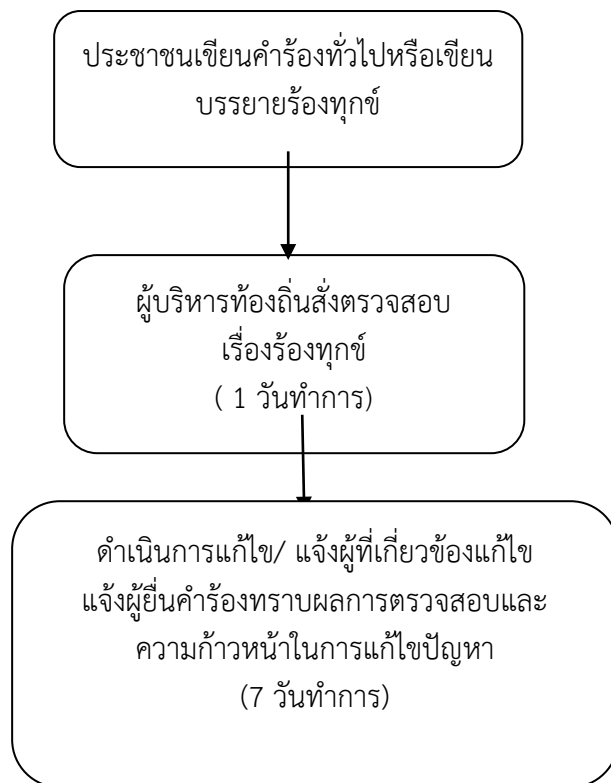 ประชาชนเขียนคำร้องทั่วไปหรือเขียน
บรรยายร้องทุกข์
ผู้บริหารท้องถิ่นสั่งตรวจสอบ
เรื่องร้องทุกข์
( 1 วันทำการ)
ดำเนินการแก้ไข/ แจ้งผู้ที่เกี่ยวข้องแก้ไข
แจ้งผู้ยื่นคำร้องทราบผลการตรวจสอบและ
ความก้าวหน้าในการแก้ไขปัญหา
(7 วันทำการ)